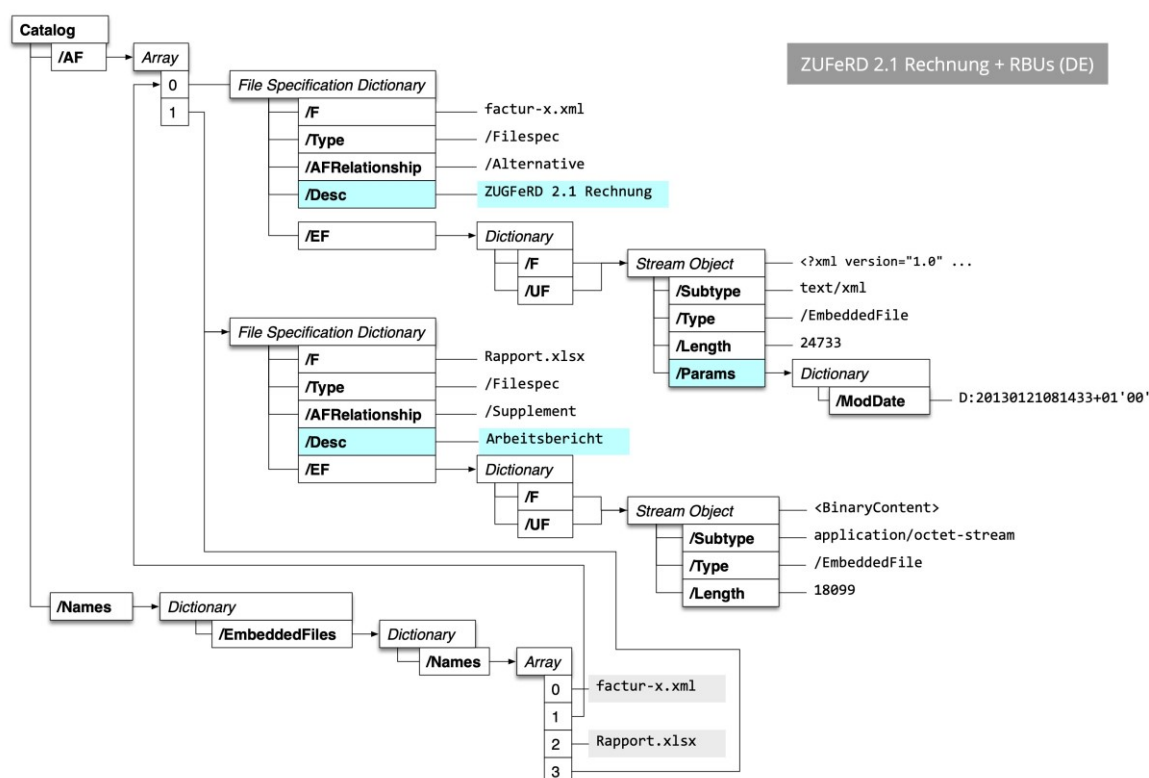 Catalog
/AF
Array
ZUFeRD 2.1 Rechnung + RBUs (DE)
0
File Specification Dictionary
1
/F
factur-x.xml
/Type
/Filespec
/AFRelationship
/Alternative
/Desc
ZUGFeRD 2.1 Rechnung
/EF
Dictionary
/F
Stream Object
<?xml version="1.0" ...
/UF
/Subtype
text/xml
/Type
/EmbeddedFile
File Specification Dictionary
/Length
24733
/F
Rapport.xlsx
/Params
Dictionary
/Type
/Filespec
/ModDate
D:20130121081433+01'00'
/AFRelationship
/Supplement
/Desc
Arbeitsbericht
/EF
Dictionary
/F
Stream Object
<BinaryContent>
/UF
/Subtype
application/octet-stream
/Type
/EmbeddedFile
/Length
18099
/Names
Dictionary
/EmbeddedFiles
Dictionary
/Names
Array
0
factur-x.xml
1
2
Rapport.xlsx
3